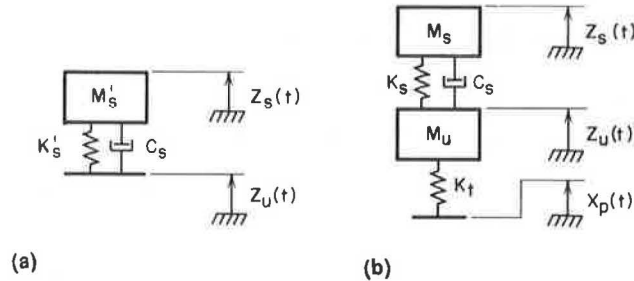 M's
K's
Cs
Zs(t)
Zu(t)
(a)
Ms
Ks
Cs
Mu
Kt
Zs(t)
Zu(t)
Xp(t)
(b)